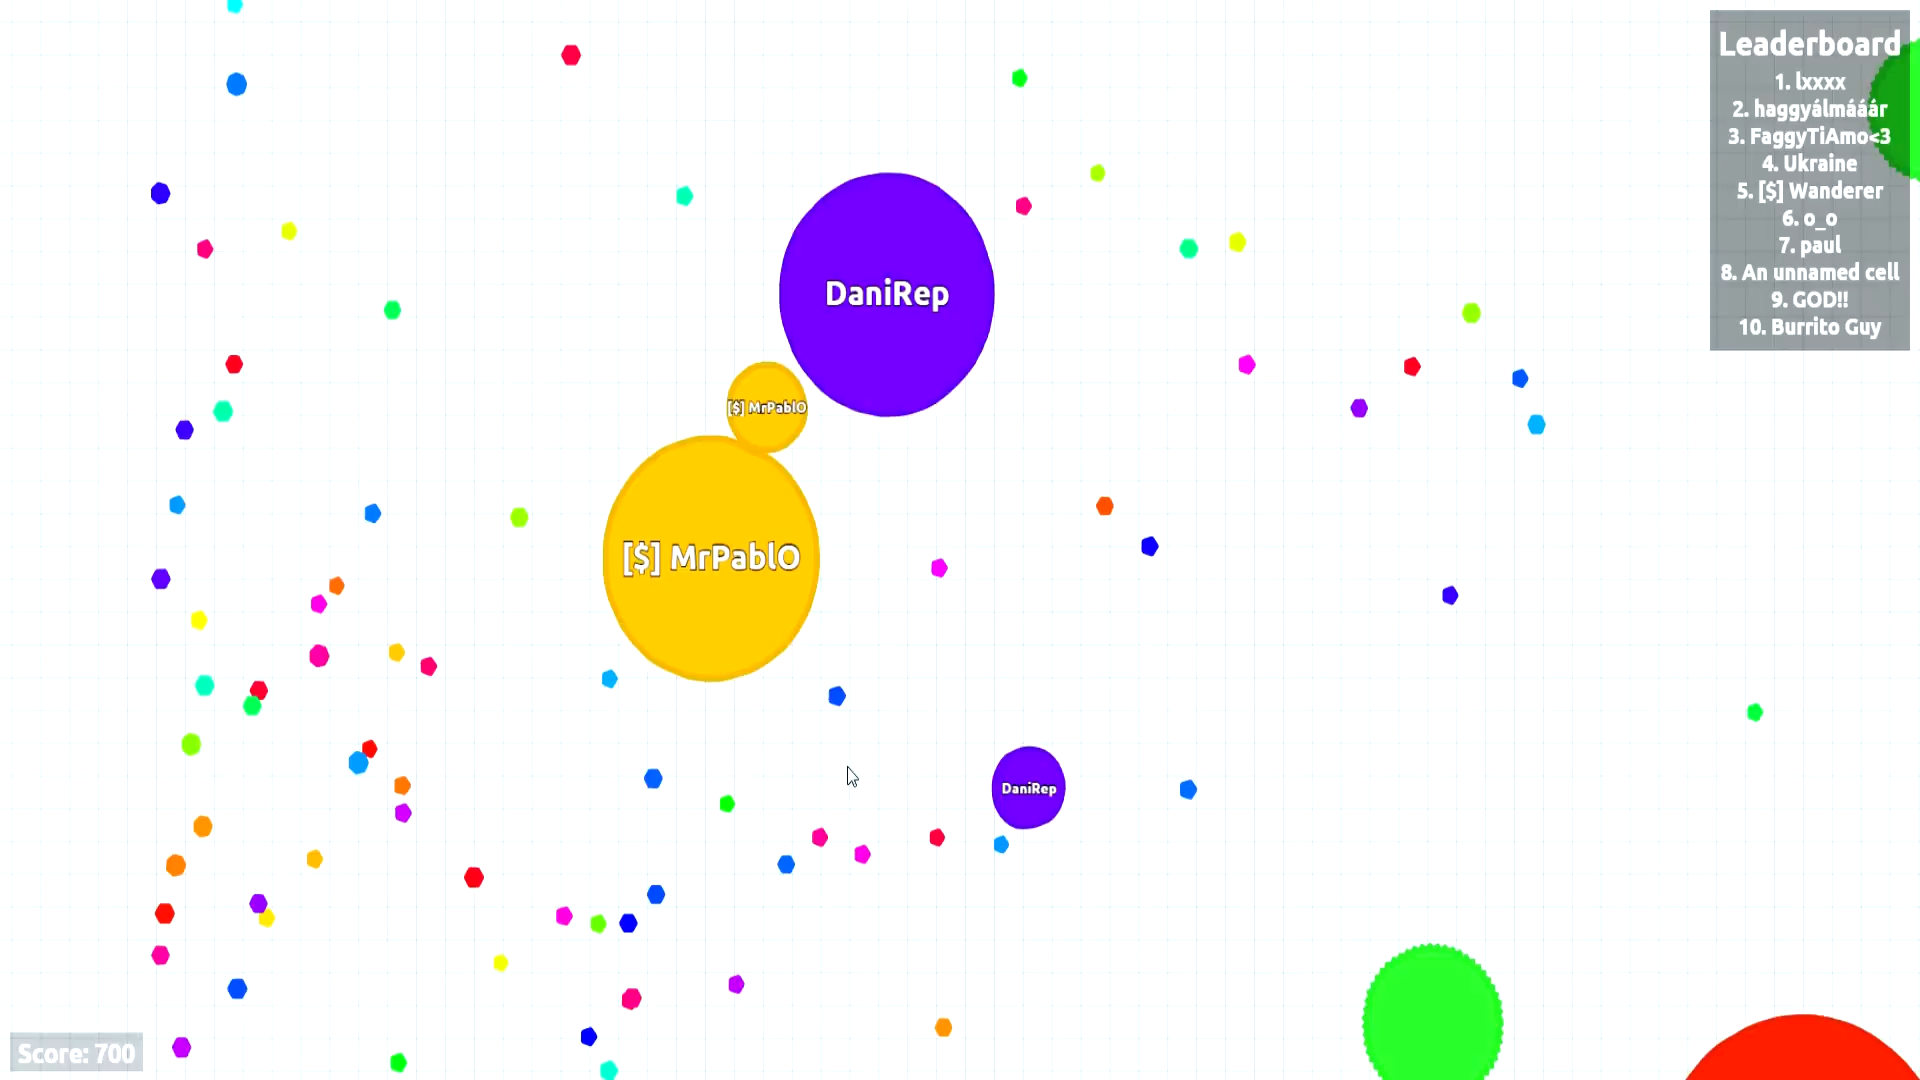 Leaderboard
1. lxxxx
2. haggyálmááár
3. FaggyTiAmo<3
4. Ukraine
5. [$] Wanderer
6. o_o
7. paul
8. An unnamed cell
9. GOD!!
10. Burrito Guy
DaniRep
[$] MrPablO
[$] MrPablO
DaniRep
Score: 700